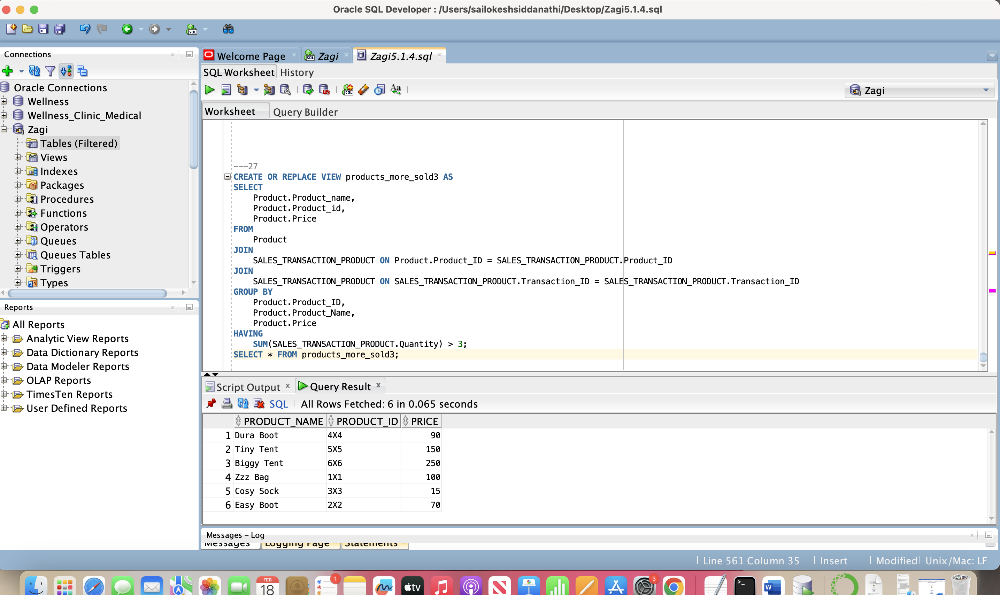 Oracle SQL Developer : /Users/sailokeshsiddanathi/Desktop/Zagi5.1.4.sql
Connections
Oracle Connections
Wellness
Wellness_Clinic_Medical
Zagi
Tables (Filtered)
Views
Indexes
Packages
Procedures
Functions
Operators
Queues
Queues Tables
Triggers
Types
Reports
All Reports
Analytic View Reports
Data Dictionary Reports
Data Modeler Reports
OLAP Reports
TimesTen Reports
User Defined Reports
Welcome Page Zagi Zagi5.1.4.sql
SQL Worksheet History
Zagi
Worksheet Query Builder
---27
CREATE OR REPLACE VIEW products_more_sold3 AS
SELECT
Product.Product_name,
Product.Product_id,
Product.Price
FROM
Product
JOIN
SALES_TRANSACTION_PRODUCT ON Product.Product_ID = SALES_TRANSACTION_PRODUCT.Product_ID
JOIN
SALES_TRANSACTION_PRODUCT ON SALES_TRANSACTION_PRODUCT.Transaction_ID = SALES_TRANSACTION_PRODUCT.Transaction_ID
GROUP BY
Product.Product_ID,
Product.Product_Name,
Product.Price
HAVING
SUM(SALES_TRANSACTION_PRODUCT.Quantity) > 3;
SELECT * FROM products_more_sold3;
Script Output Query Result
SQL All Rows Fetched: 6 in 0.065 seconds
PRODUCT_NAME PRODUCT_ID PRICE
1 Dura Boot 4X4 90
2 Tiny Tent 5X5 150
3 Biggy Tent 6X6 250
4 Zzz Bag 1X1 100
5 Cosy Sock 3X3 15
6 Easy Boot 2X2 70
Messages - Log
Messages Logging Page Statements
Line 561 Column 35 Insert Modified Unix/Mac: LF
FEB
18
1
tv
3
W